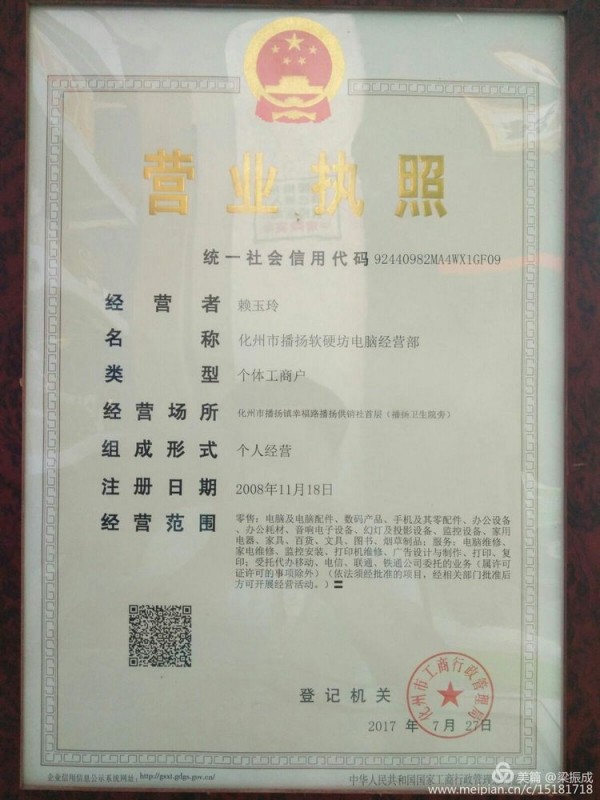 营业执照
统一社会信用代码 92440982MA4WX1GF09
经营者 赖玉玲
名称 化州市播扬软硬坊电脑经营部
类型 个体工商户
经营场所 化州市播扬镇幸福路播扬供销社首层（播扬卫生院旁）
组成形式 个人经营
注册日期 2008年11月18日
经营范围 零售：电脑及电脑配件、数码产品、手机及其零配件、办公设备
、办公耗材、音响电子设备、幻灯及投影设备、监控设备、家用
电器、家具、百货、文具、图书、烟草制品；服务：电脑维修、
家电维修、监控安装、打印机维修、广告设计与制作、打印、复
印；受托代办移动、电信、联通、铁通公司委托的业务（属许可
证许可的事项除外）（依法须经批准的项目，经相关部门批准后
方可开展经营活动。）〓
登记机关
化州市工商行政管理局
2017 年 7 月 27 日
企业信用信息公示系统网址：http://gsxt.gdgs.gov.cn/
中华人民共和国国家工商行政管理
美篇 @梁振成
www.meipian.cn/c/15181718